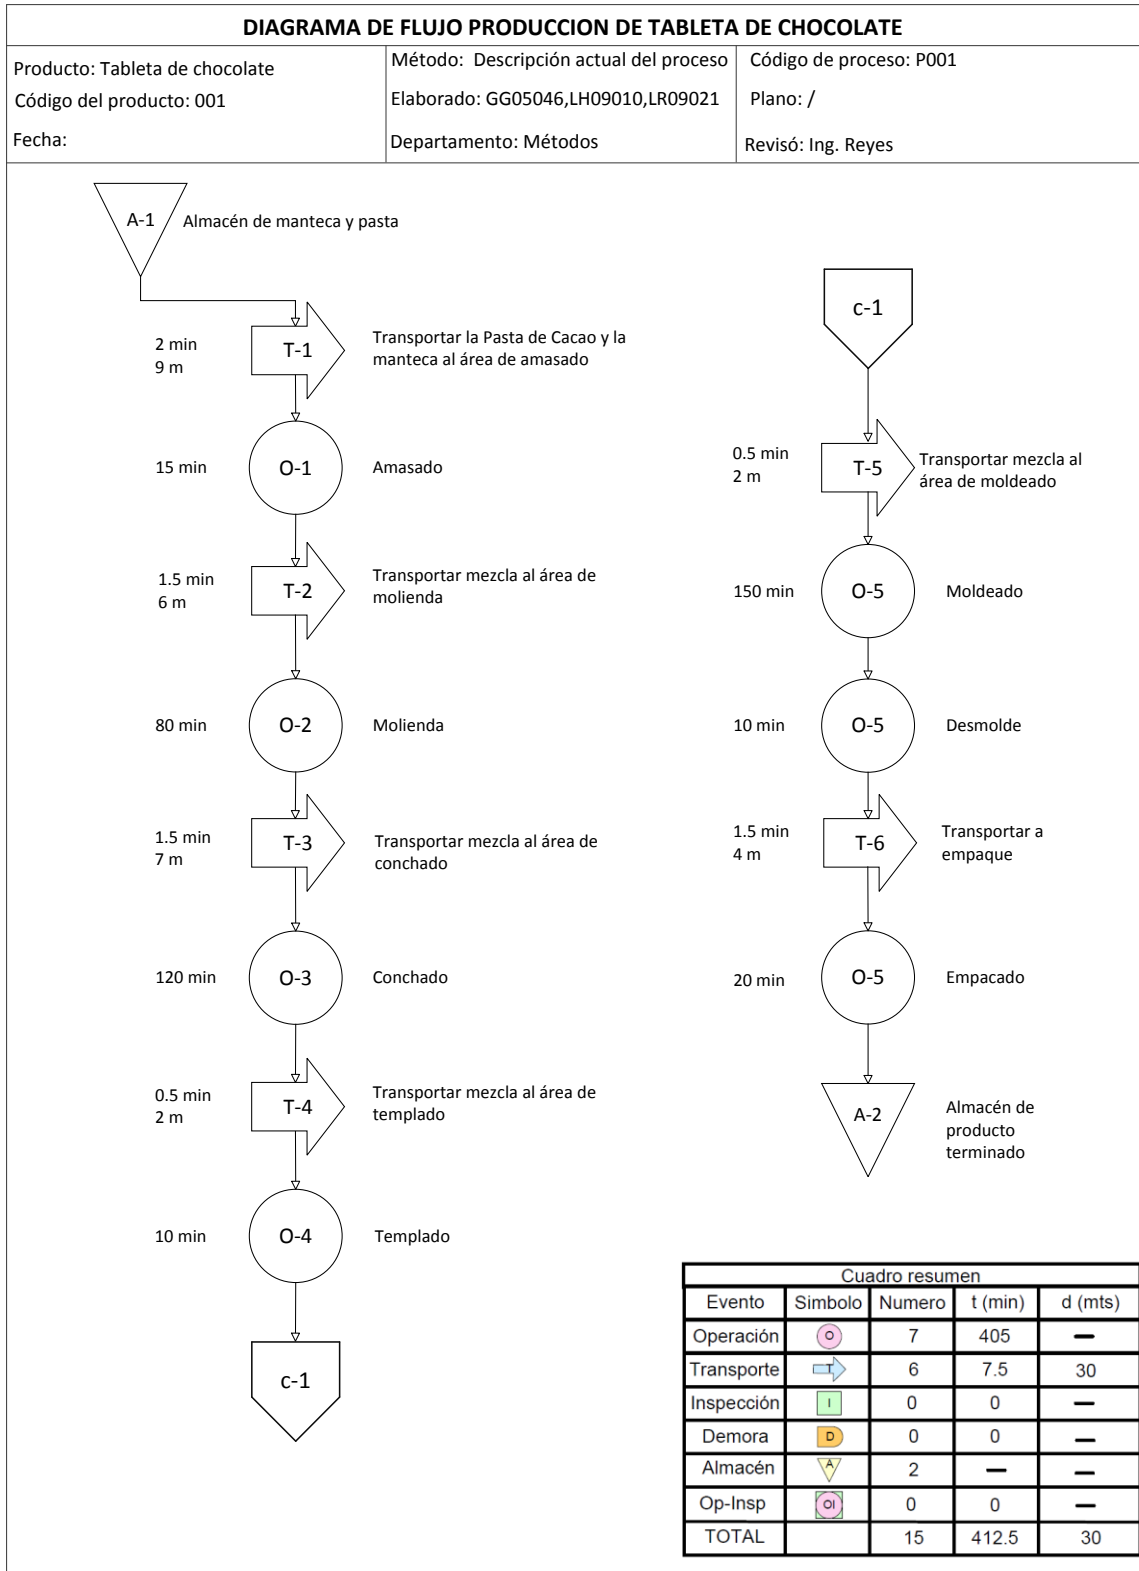 DIAGRAMA DE FLUJO PRODUCCION DE TABLETA DE CHOCOLATE
Producto: Tableta de chocolate
Código del producto: 001
Fecha:
Método:  Descripción actual del proceso
Elaborado: GG05046,LH09010,LR09021
Departamento: Métodos
Código de proceso: P001
Plano: /
Revisó: Ing. Reyes
A-1
Almacén de manteca y pasta
2 min
9 m
T-1
Transportar la Pasta de Cacao y la
manteca al área de amasado
15 min
O-1
Amasado
1.5 min
6 m
T-2
Transportar mezcla al área de
molienda
80 min
O-2
Molienda
1.5 min
7 m
T-3
Transportar mezcla al área de
conchado
120 min
O-3
Conchado
0.5 min
2 m
T-4
Transportar mezcla al área de
templado
10 min
O-4
Templado
c-1
c-1
0.5 min
2 m
T-5
Transportar mezcla al
área de moldeado
150 min
O-5
Moldeado
10 min
O-5
Desmolde
1.5 min
4 m
T-6
Transportar a
empaque
20 min
O-5
Empacado
A-2
Almacén de
producto
terminado
Cuadro resumen
Evento Simbolo Numero t (min) d (mts)
Operación O 7 405 —
Transporte T 6 7.5 30
Inspección I 0 0 —
Demora D 0 0 —
Almacén A 2 — —
Op-Insp OI 0 0 —
TOTAL 15 412.5 30